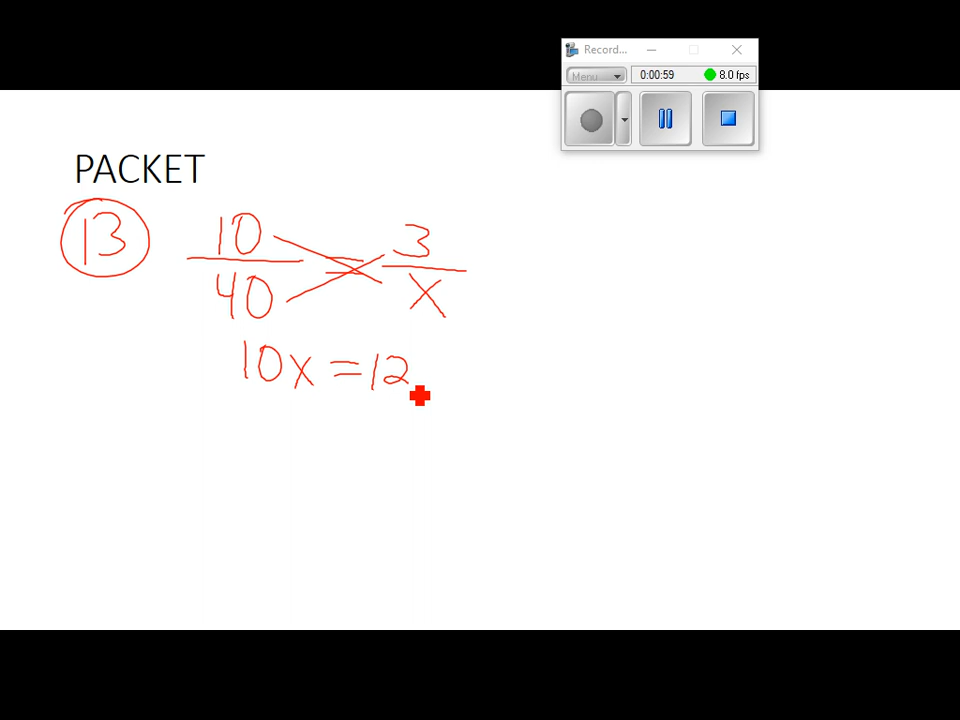 Record...
Menu 0:00:59 8.0 fps
PACKET
13
10 3
40 = x
10x = 12